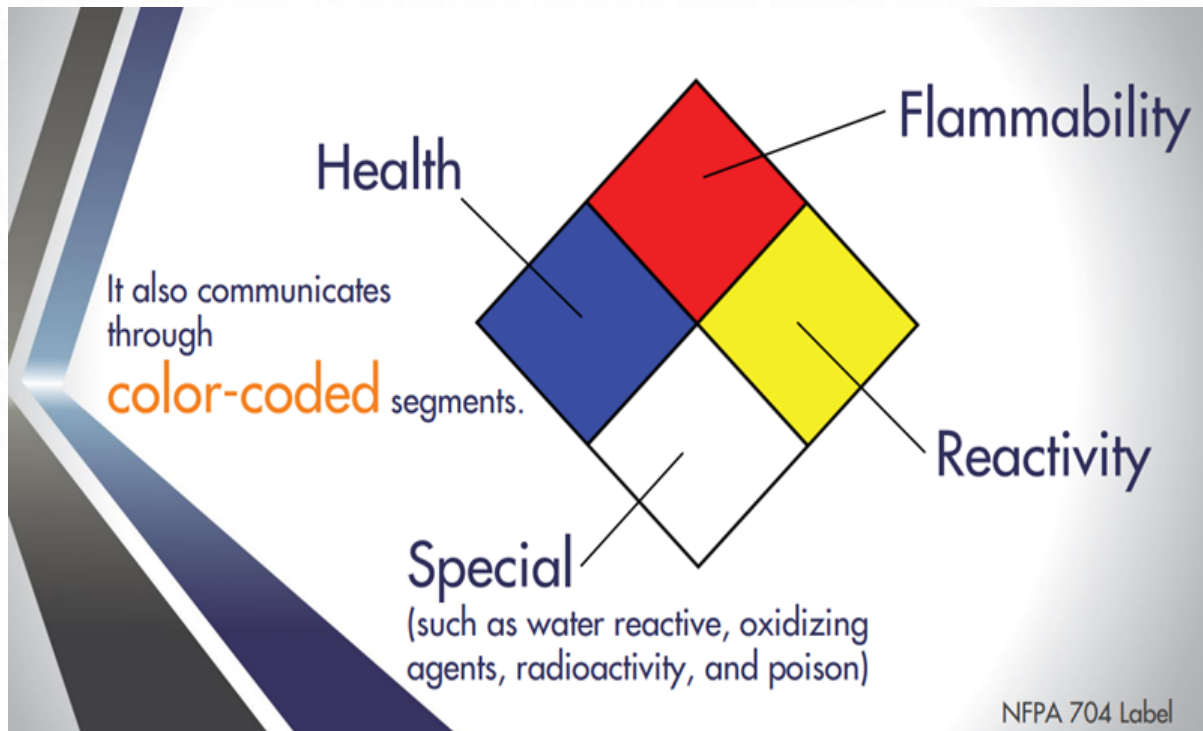 Flammability
Health
It also communicates
through
color-coded segments.
Reactivity
Special
(such as water reactive, oxidizing
agents, radioactivity, and poison)
NFPA 704 Label